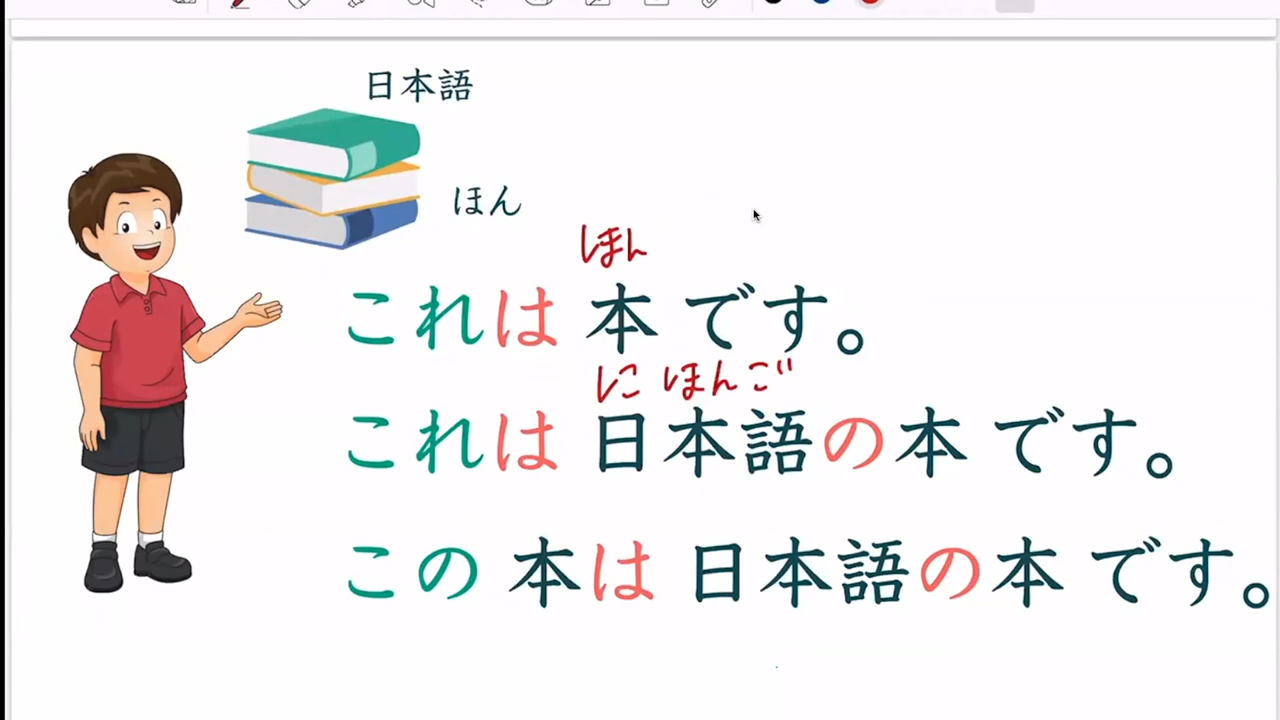 日本語
ほん
ほん
これは 本 です。
にほんご
これは 日本語の本 です。
この 本は 日本語の本 です。